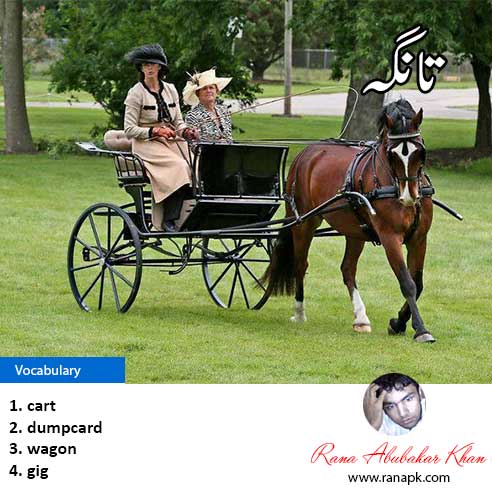 تانگہ
Vocabulary
1. cart
2. dumpcard
3. wagon
4. gig
Rana Abubakar Khan
www.ranapk.com